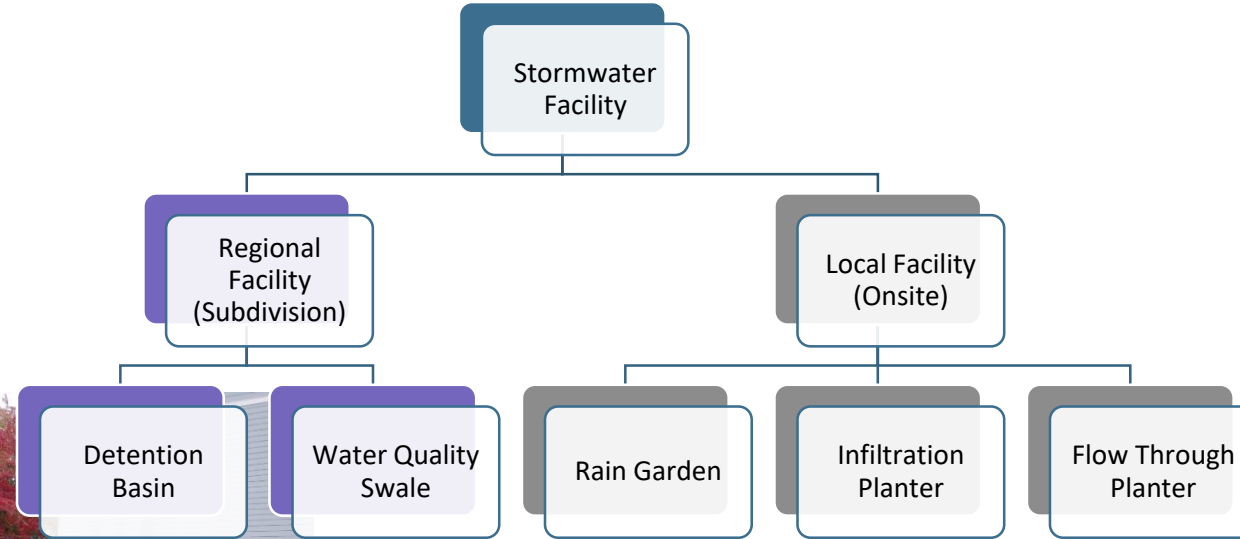 Stormwater
Facility
Regional
Facility
(Subdivision)
Local Facility
(Onsite)
Detention
Basin
Water Quality
Swale
Rain Garden
Infiltration
Planter
Flow Through
Planter